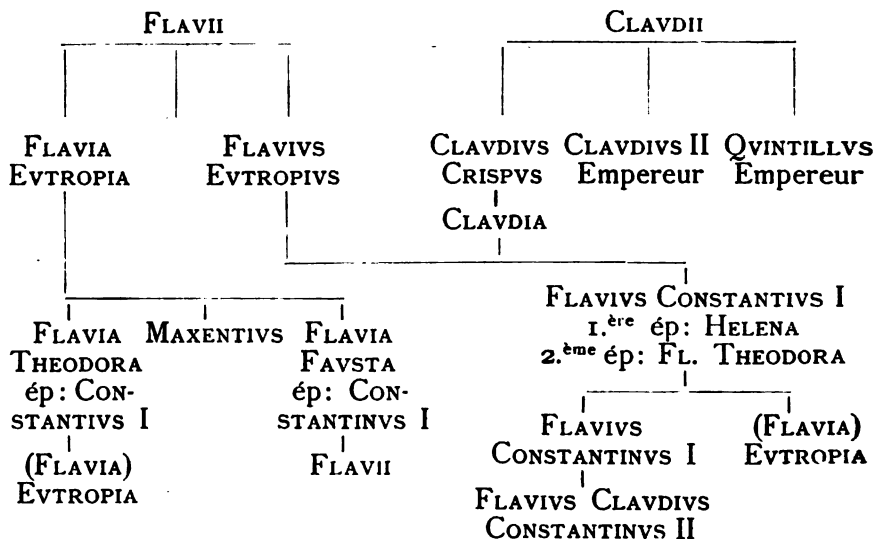 FLAVII CLAVDII
FLAVIA FLAVIVS CLAVDIVS CLAVDIVS II QVINTILLVS
EVTROPIA EVTROPIVS CRISPVS Empereur Empereur
CLAVDIA
FLAVIVS CONSTANTIVS I
1.ère ép: HELENA
2.ème ép: FL. THEODORA
FLAVIA MAXENTIVS FLAVIA
THEODORA FAVSTA
ép: CON- ép: CON-
STANTIVS I STANTINVS I
(FLAVIA) FLAVII
EVTROPIA
FLAVIVS (FLAVIA)
CONSTANTINVS I EVTROPIA
FLAVIVS CLAVDIVS
CONSTANTINVS II